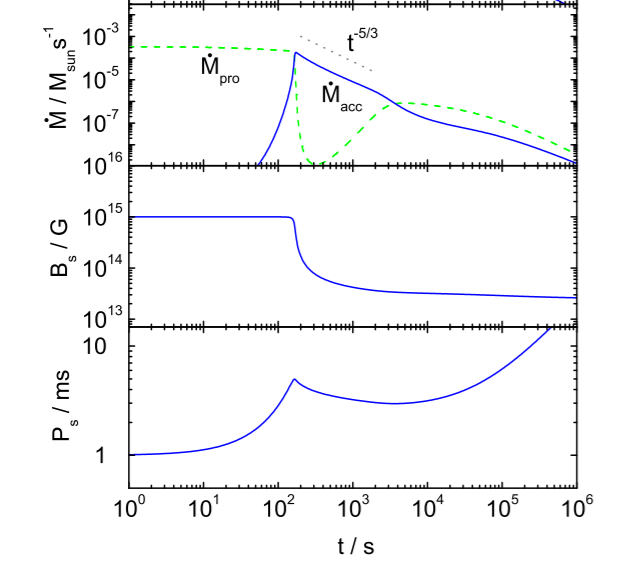 10^-3
10^-5
10^-7
10^16
Ṁ / M_sun s^-1
t^-5/3
Ṁ_pro
Ṁ_acc
10^15
10^14
10^13
B_s / G
10
1
P_s / ms
10^0 10^1 10^2 10^3 10^4 10^5 10^6
t / s